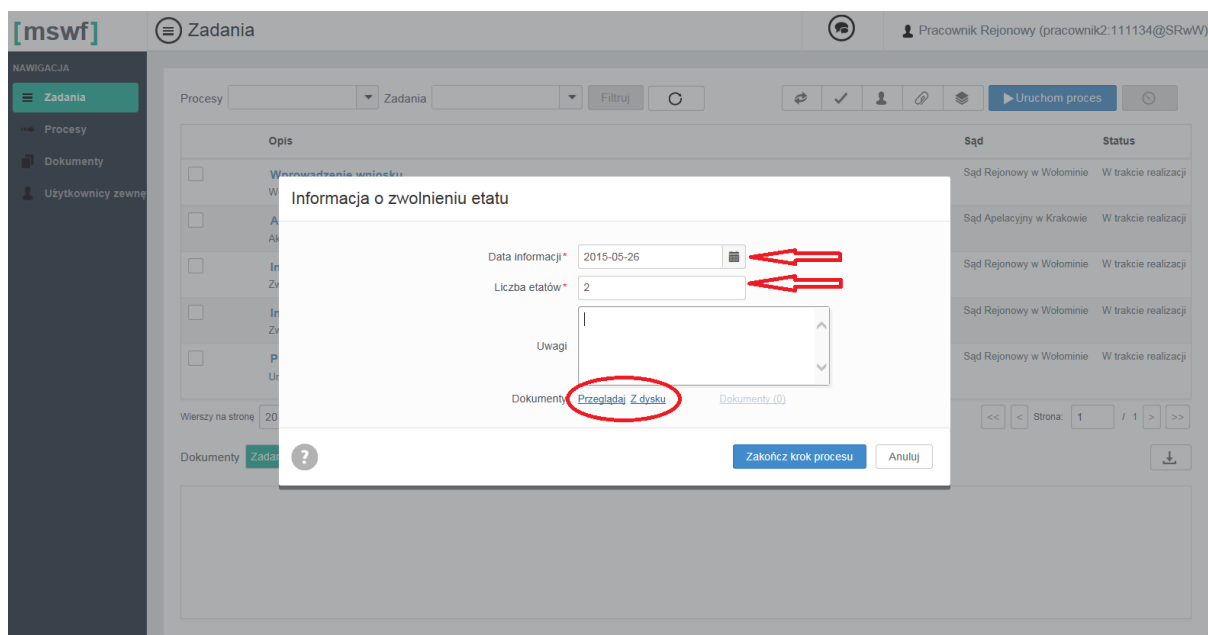 [mswf]
Zadania
Pracownik Rejonowy (pracownik2:111134@SRwW)
NAWIGACJA
Zadania
Procesy
Dokumenty
Użytkownicy zewnę
Procesy Zadania Filtruj Uruchom proces
Opis Sąd Status
Wprowadzenie wniosku
Sąd Rejonowy w Wołominie W trakcie realizacji
Sąd Apelacyjny w Krakowie W trakcie realizacji
Sąd Rejonowy w Wołominie W trakcie realizacji
Sąd Rejonowy w Wołominie W trakcie realizacji
Sąd Rejonowy w Wołominie W trakcie realizacji
Informacja o zwolnieniu etatu
Data informacji* 2015-05-26
Liczba etatów* 2
Uwagi
Dokumenty Przeglądaj Z dysku Dokumenty (0)
? Zakończ krok procesu Anuluj
Wierszy na stronę 20 << < Strona: 1 / 1 > >>
Dokumenty Zadan